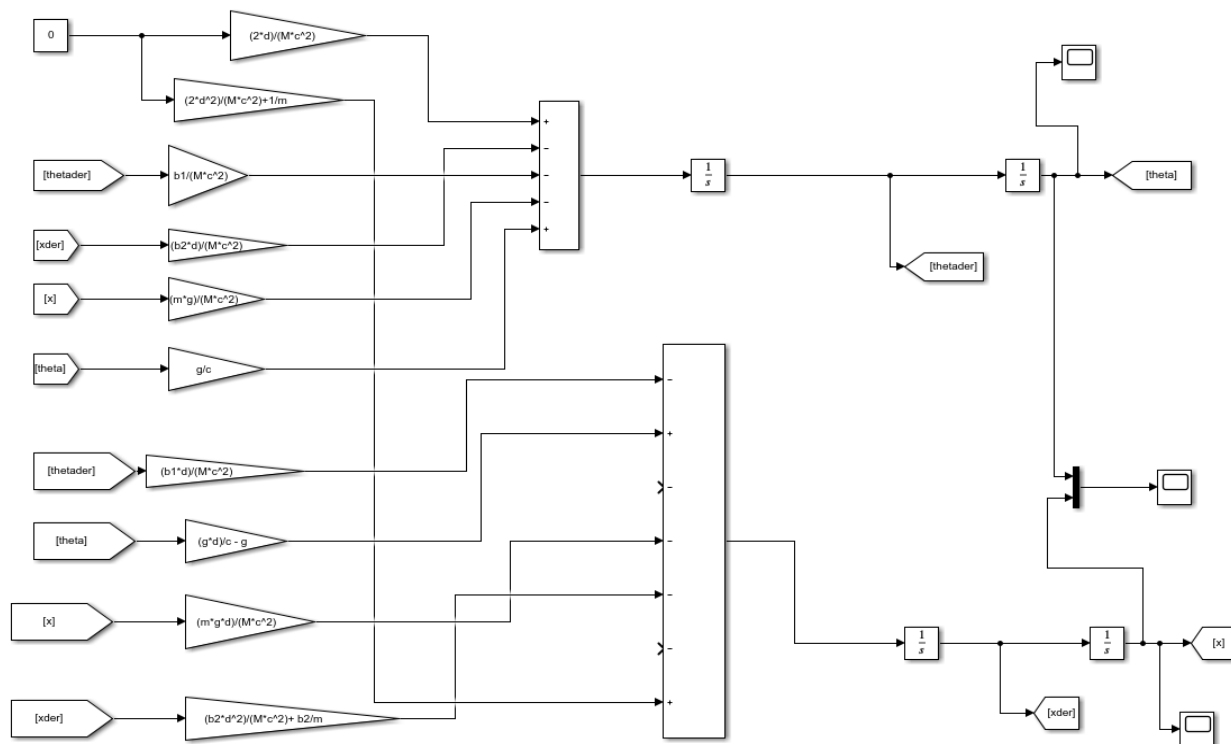 0
(2*d)/(M*c^2)
(2*d^2)/(M*c^2)+1/m
[thetader]
b1/(M*c^2)
[xder]
(b2*d)/(M*c^2)
[x]
(m*g)/(M*c^2)
[theta]
g/c
+
−
−
−
+
1
s
1
s
[theta]
[thetader]
[thetader]
(b1*d)/(M*c^2)
[theta]
(g*d)/c - g
[x]
(m*g*d)/(M*c^2)
[xder]
(b2*d^2)/(M*c^2)+ b2/m
−
+
−
−
−
−
+
1
s
1
s
[x]
[xder]